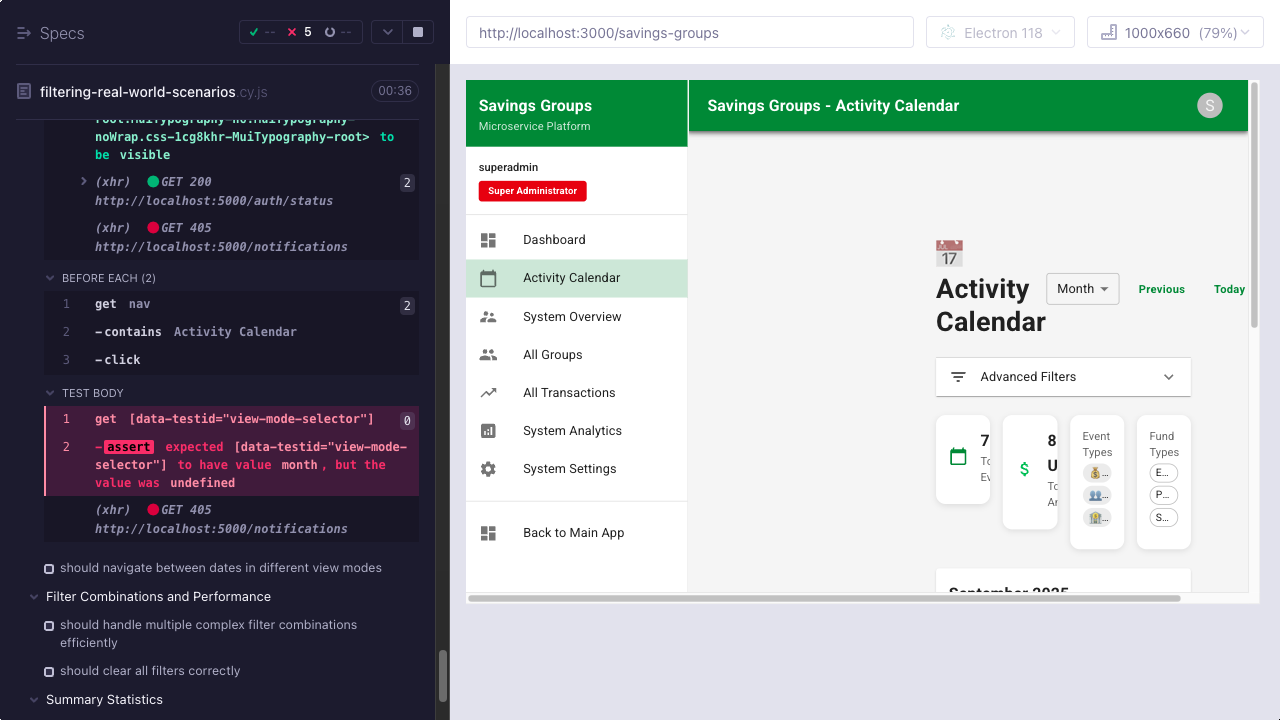 Specs
-- 5 --
filtering-real-world-scenarios.cy.js
00:36
noWrap.css-1cg8khr-MuiTypography-root> to
be visible
(xhr) GET 200 2
http://localhost:5000/auth/status
(xhr) GET 405
http://localhost:5000/notifications
BEFORE EACH (2)
1 get nav 2
2 -contains Activity Calendar
3 -click
TEST BODY
1 get [data-testid="view-mode-selector"] 0
2 -assert expected [data-testid="view-mode-
selector"] to have value month, but the
value was undefined
(xhr) GET 405
http://localhost:5000/notifications
should navigate between dates in different view modes
Filter Combinations and Performance
should handle multiple complex filter combinations
efficiently
should clear all filters correctly
Summary Statistics
http://localhost:3000/savings-groups
Electron 118
1000x660 (79%)
Savings Groups
Microservice Platform
superadmin
Super Administrator
Dashboard
Activity Calendar
System Overview
All Groups
All Transactions
System Analytics
System Settings
Back to Main App
Savings Groups - Activity Calendar
S
17
Activity
Calendar
Month
Previous
Today
Advanced Filters
7
To
Ev
8
U
To
Ar
Event
Types
Fund
Types
E...
P...
S...
September 2025